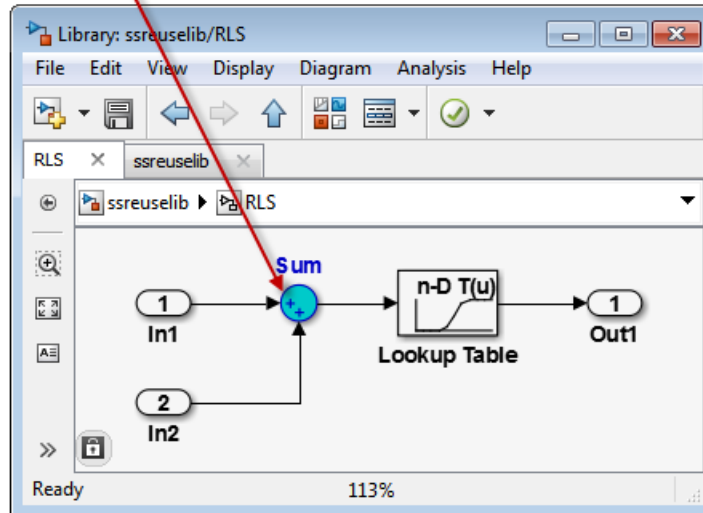 Library: ssreuselib/RLS
File Edit View Display Diagram Analysis Help
RLS ssreuselib
ssreuselib RLS
Sum
n-D T(u)
1
1
In1
Lookup Table
Out1
2
In2
Ready 113%